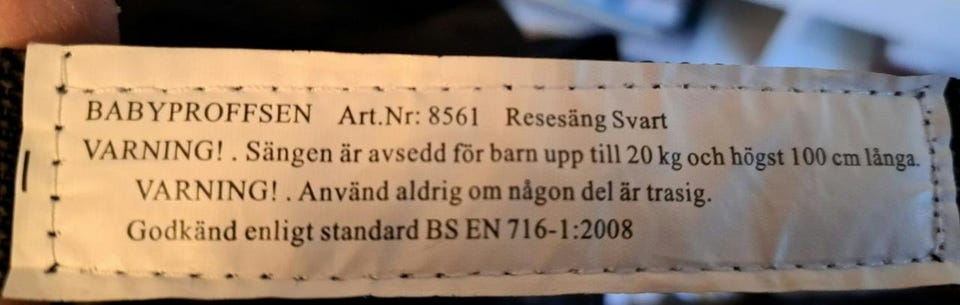 BABYPROFFSEN Art.Nr: 8561 Resesäng Svart
VARNING! . Sängen är avsedd för barn upp till 20 kg och högst 100 cm långa.
VARNING! . Använd aldrig om någon del är trasig.
Godkänd enligt standard BS EN 716-1:2008